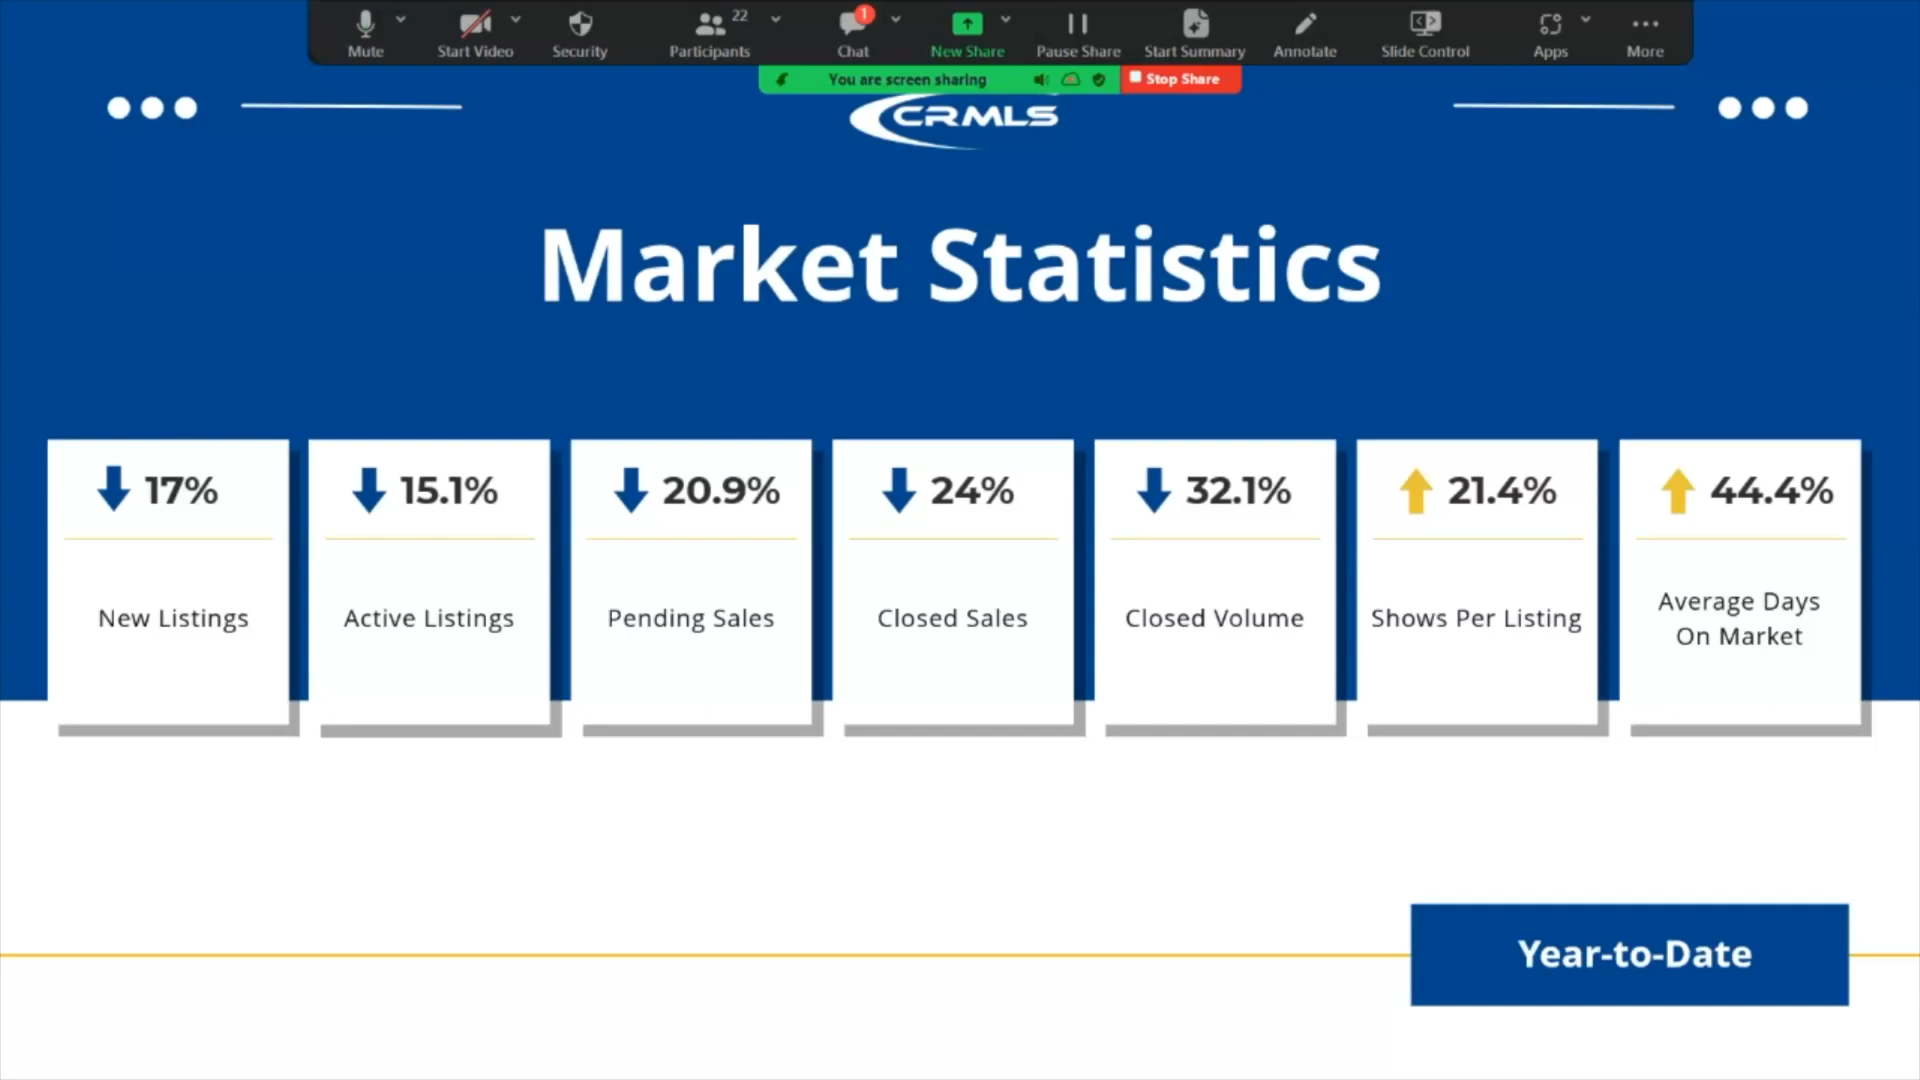 Mute
Start Video
Security
Participants
22
Chat
1
New Share
Pause Share
Start Summary
Annotate
Slide Control
Apps
More
You are screen sharing
Stop Share
CRMLS
Market Statistics
17%
15.1%
20.9%
24%
32.1%
21.4%
44.4%
New Listings
Active Listings
Pending Sales
Closed Sales
Closed Volume
Shows Per Listing
Average Days
On Market
Year-to-Date